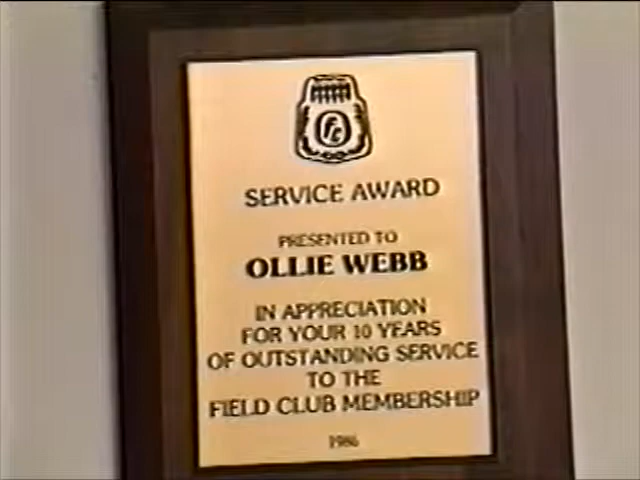 SERVICE AWARD
PRESENTED TO
OLLIE WEBB
IN APPRECIATION
FOR YOUR 10 YEARS
OF OUTSTANDING SERVICE
TO THE
FIELD CLUB MEMBERSHIP
1986